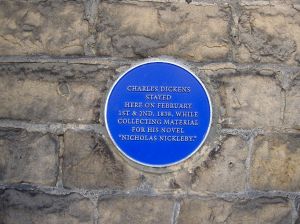 CHARLES DICKENS
STAYED
HERE ON FEBRUARY
1ST & 2ND, 1838, WHILE
COLLECTING MATERIAL
FOR HIS NOVEL
"NICHOLAS NICKLEBY."